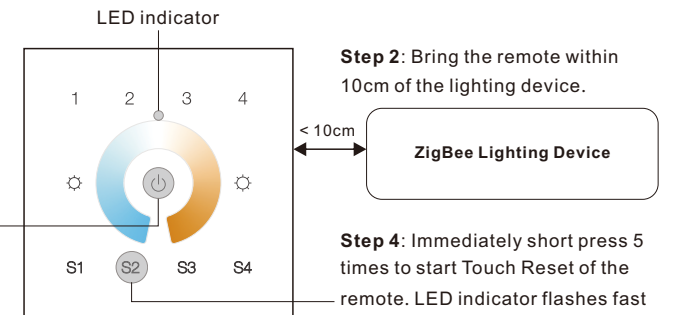 LED indicator
Step 2: Bring the remote within
10cm of the lighting device.
1 2 3 4
< 10cm
ZigBee Lighting Device
Step 4: Immediately short press 5
times to start Touch Reset of the
remote. LED indicator flashes fast
S1 S2 S3 S4